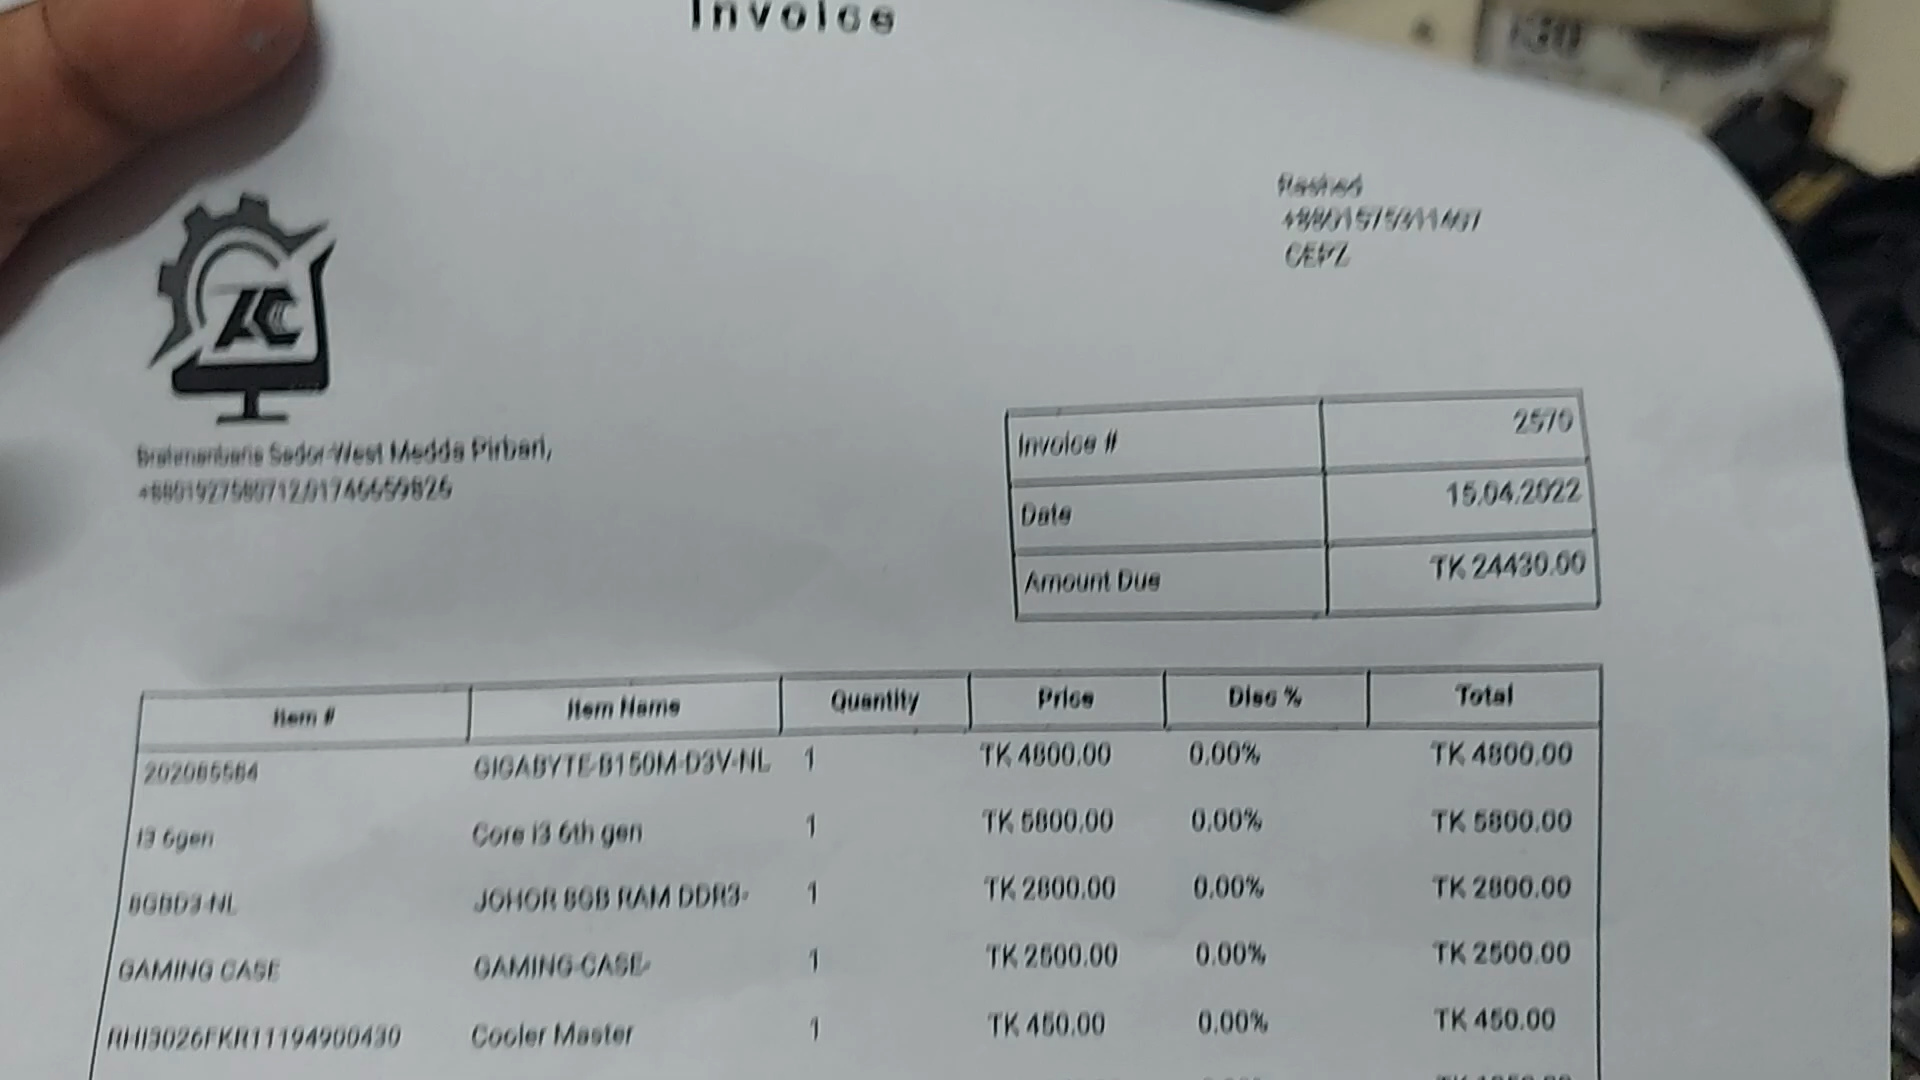 Invoice
Rashed
CEPZ
AC
Sador West Medda Pirbari,
Invoice # 2570
Date 15.04.2022
Amount Due TK 24430.00
Item # Item Name Quantity Price Disc % Total
202085584 GIGABYTE-B150M-D3V-NL 1 TK 4800.00 0.00% TK 4800.00
i3 6gen Core i3 6th gen 1 TK 5800.00 0.00% TK 5800.00
8GBD3-NL JOHOR 8GB RAM DDR3- 1 TK 2800.00 0.00% TK 2800.00
GAMING CASE GAMING-CASE- 1 TK 2500.00 0.00% TK 2500.00
RHI3026FKR11194900430 Cooler Master 1 TK 450.00 0.00% TK 450.00